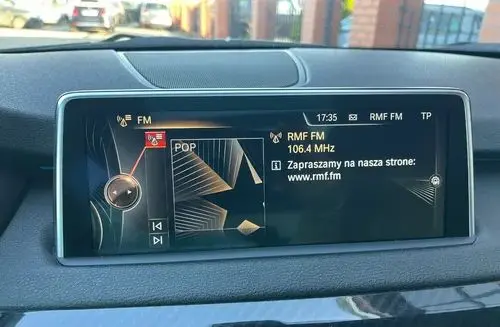 FM
17:35 RMF FM TP
POP
RMF FM
106.4 MHz
Zapraszamy na nasza strone:
www.rmf.fm